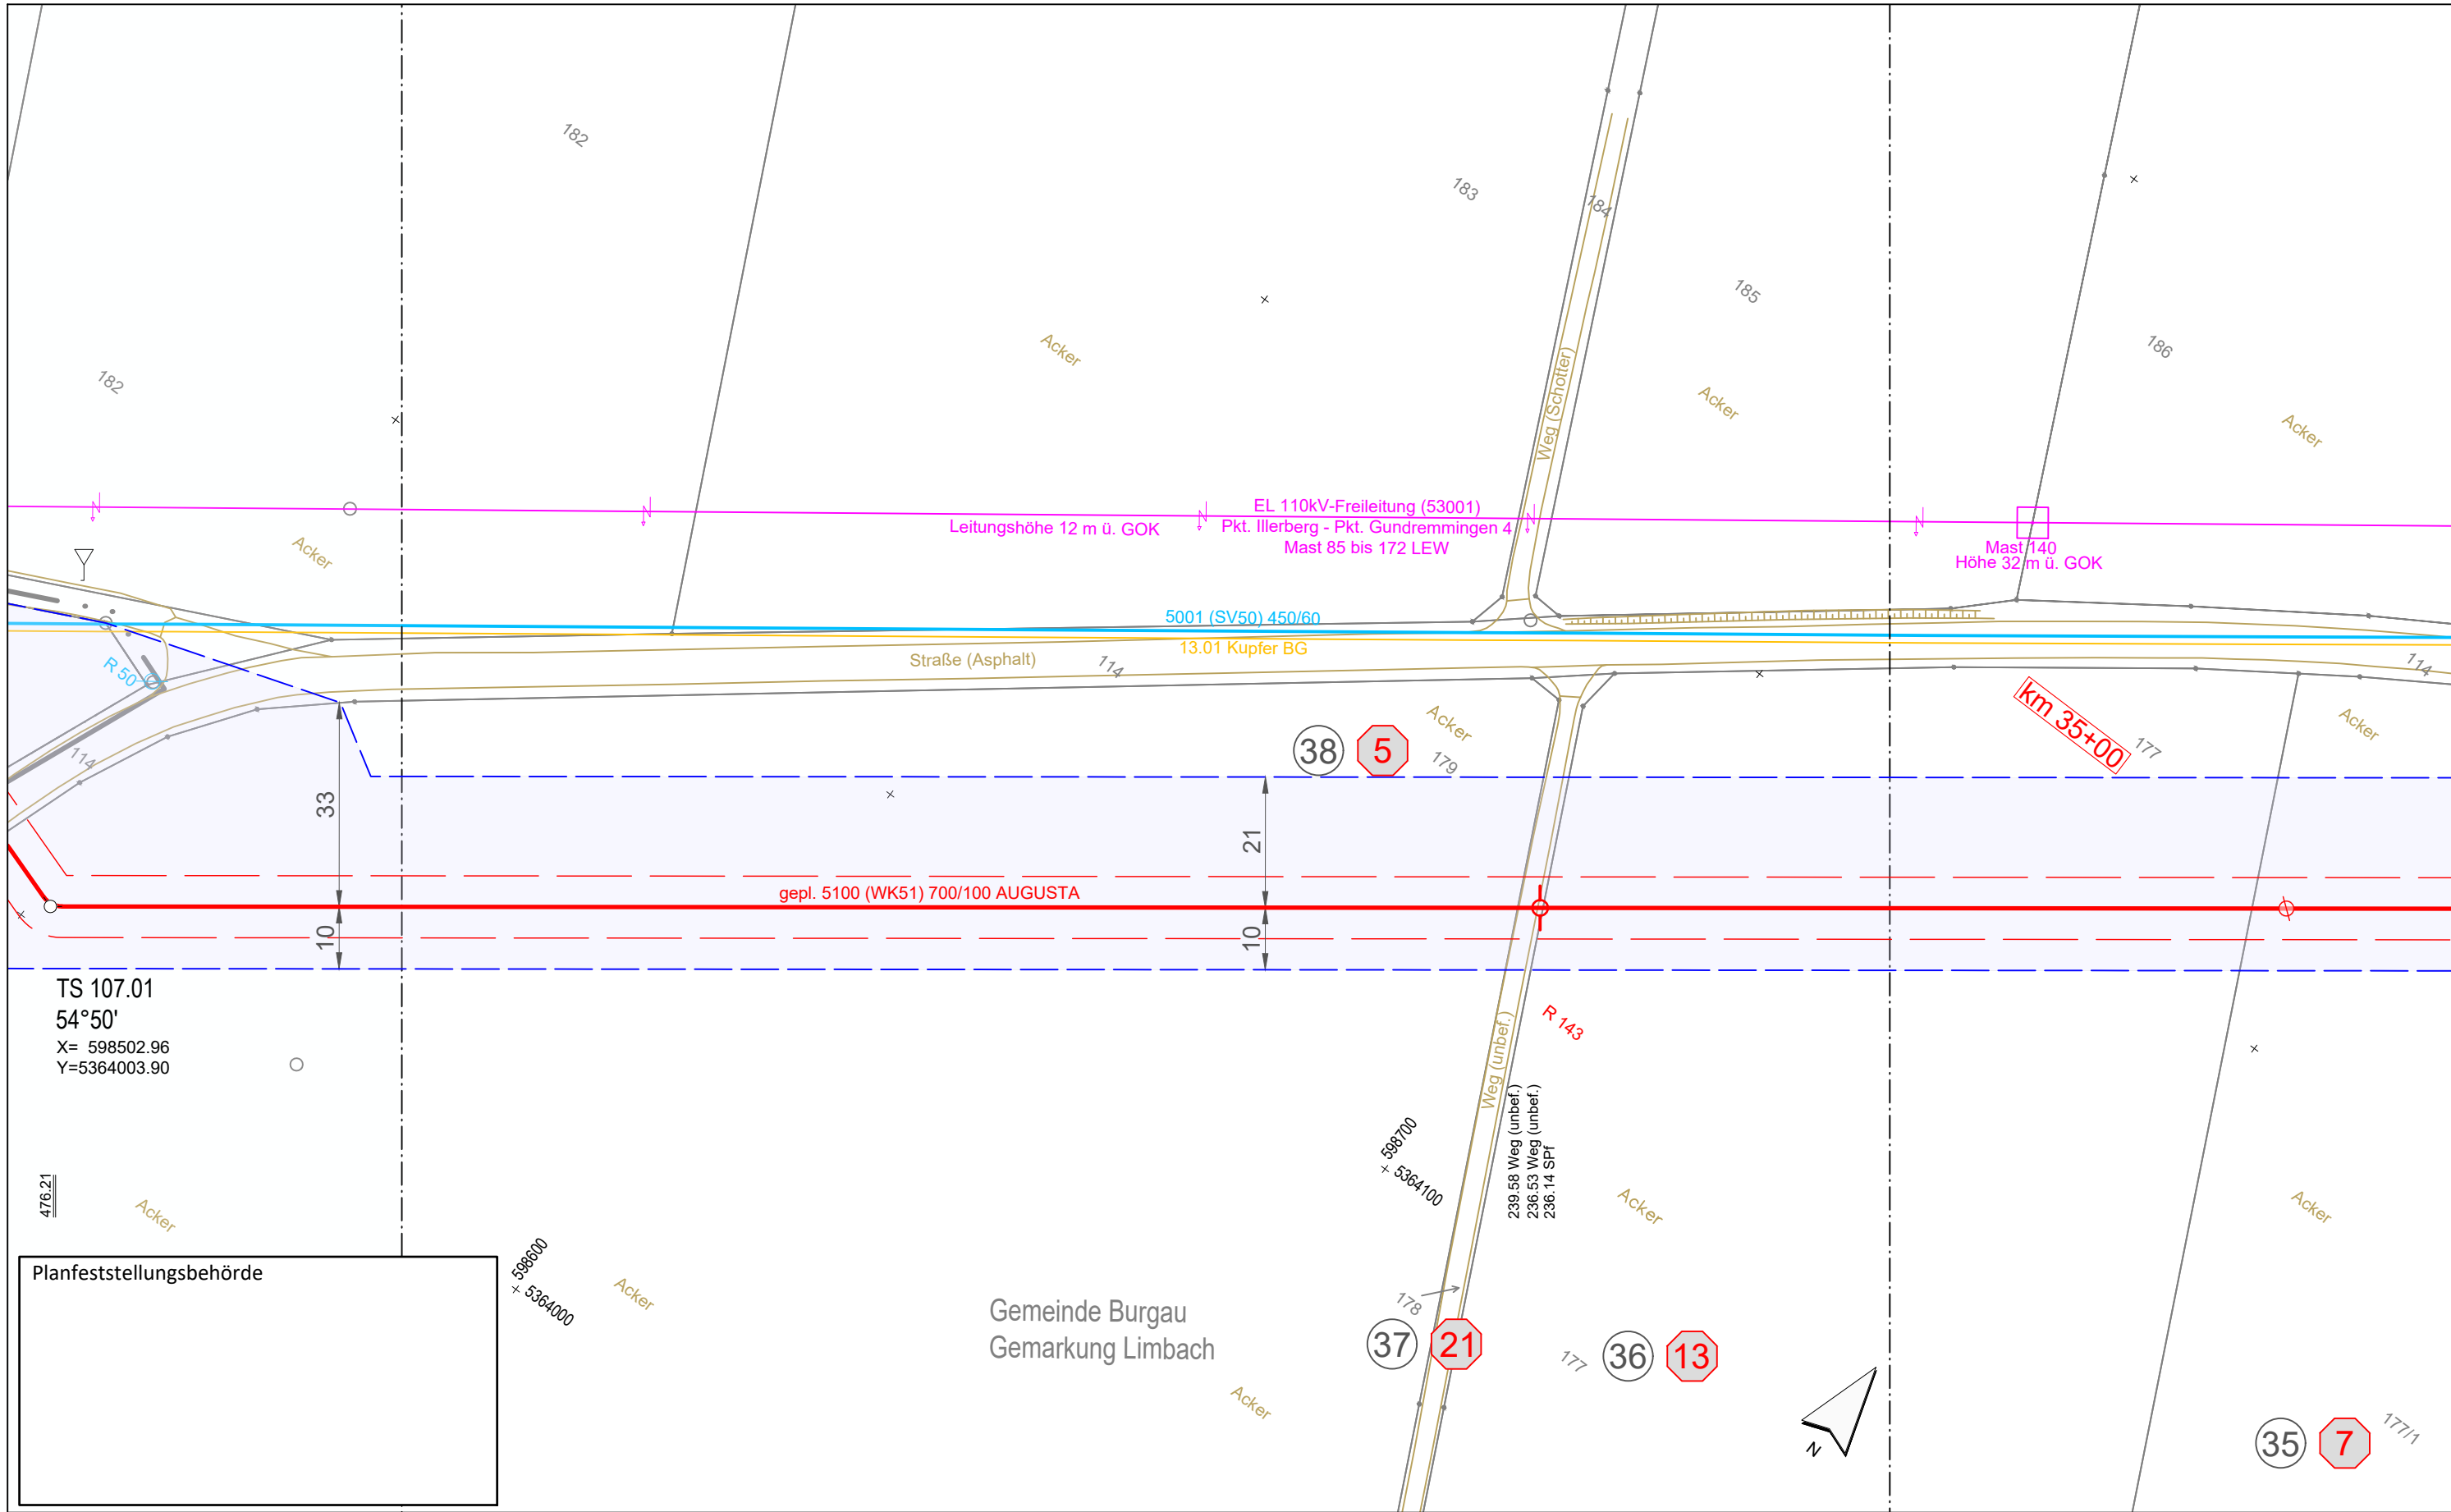 182
183
184
185
186
182
Acker
Acker
Acker
Weg (Schotter)
EL 110kV-Freileitung (53001)
Leitungshöhe 12 m ü. GOK
Pkt. Illerberg - Pkt. Gundremmingen 4
Mast 85 bis 172 LEW
Mast 140
Höhe 32 m ü. GOK
Acker
5001 (SV50) 450/60
13.01 Kupfer BG
Straße (Asphalt)
114
114
R 50
km 35+00
177
Acker
Acker
38
5
179
114
33
21
gepl. 5100 (WK51) 700/100 AUGUSTA
10
10
TS 107.01
54°50'
X= 598502.96
Y=5364003.90
R 143
Weg (unbef.)
239.58 Weg (unbef.)
236.53 Weg (unbef.)
236.14 SPf
598700
+ 5364100
476.21
Acker
Acker
Acker
598600
+ 5364000
Acker
Planfeststellungsbehörde
Gemeinde Burgau
Gemarkung Limbach
178
37
21
177
36
13
Acker
N
35
7
177/1